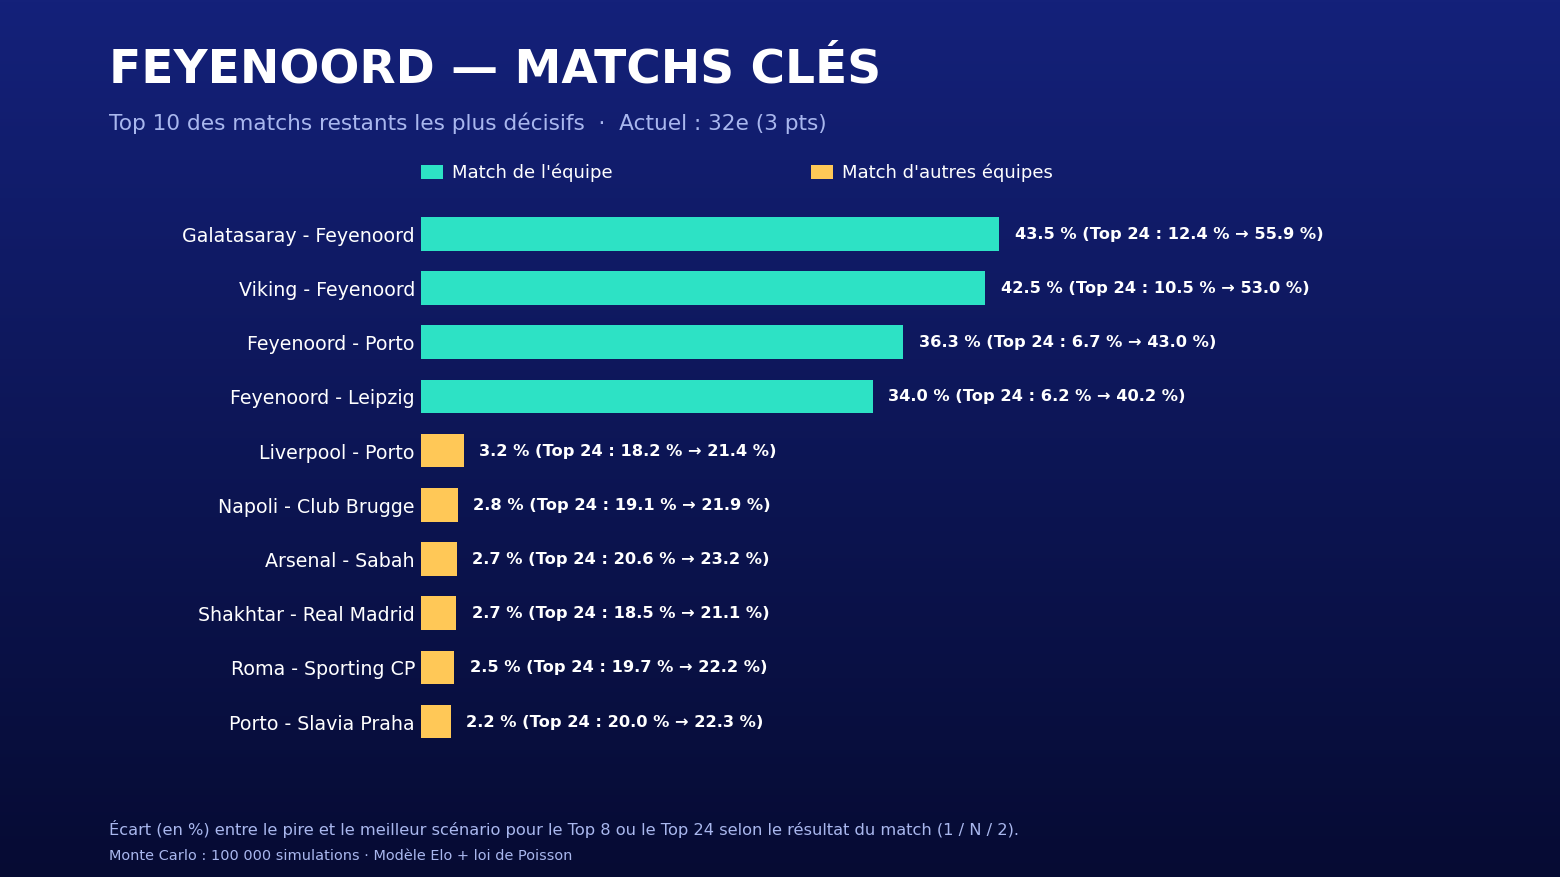 FEYENOORD — MATCHS CLÉS
Top 10 des matchs restants les plus décisifs · Actuel : 32e (3 pts)
Match de l'équipe
Match d'autres équipes
Galatasaray - Feyenoord 43.5 % (Top 24 : 12.4 % → 55.9 %)
Viking - Feyenoord 42.5 % (Top 24 : 10.5 % → 53.0 %)
Feyenoord - Porto 36.3 % (Top 24 : 6.7 % → 43.0 %)
Feyenoord - Leipzig 34.0 % (Top 24 : 6.2 % → 40.2 %)
Liverpool - Porto 3.2 % (Top 24 : 18.2 % → 21.4 %)
Napoli - Club Brugge 2.8 % (Top 24 : 19.1 % → 21.9 %)
Arsenal - Sabah 2.7 % (Top 24 : 20.6 % → 23.2 %)
Shakhtar - Real Madrid 2.7 % (Top 24 : 18.5 % → 21.1 %)
Roma - Sporting CP 2.5 % (Top 24 : 19.7 % → 22.2 %)
Porto - Slavia Praha 2.2 % (Top 24 : 20.0 % → 22.3 %)
Écart (en %) entre le pire et le meilleur scénario pour le Top 8 ou le Top 24 selon le résultat du match (1 / N / 2).
Monte Carlo : 100 000 simulations · Modèle Elo + loi de Poisson